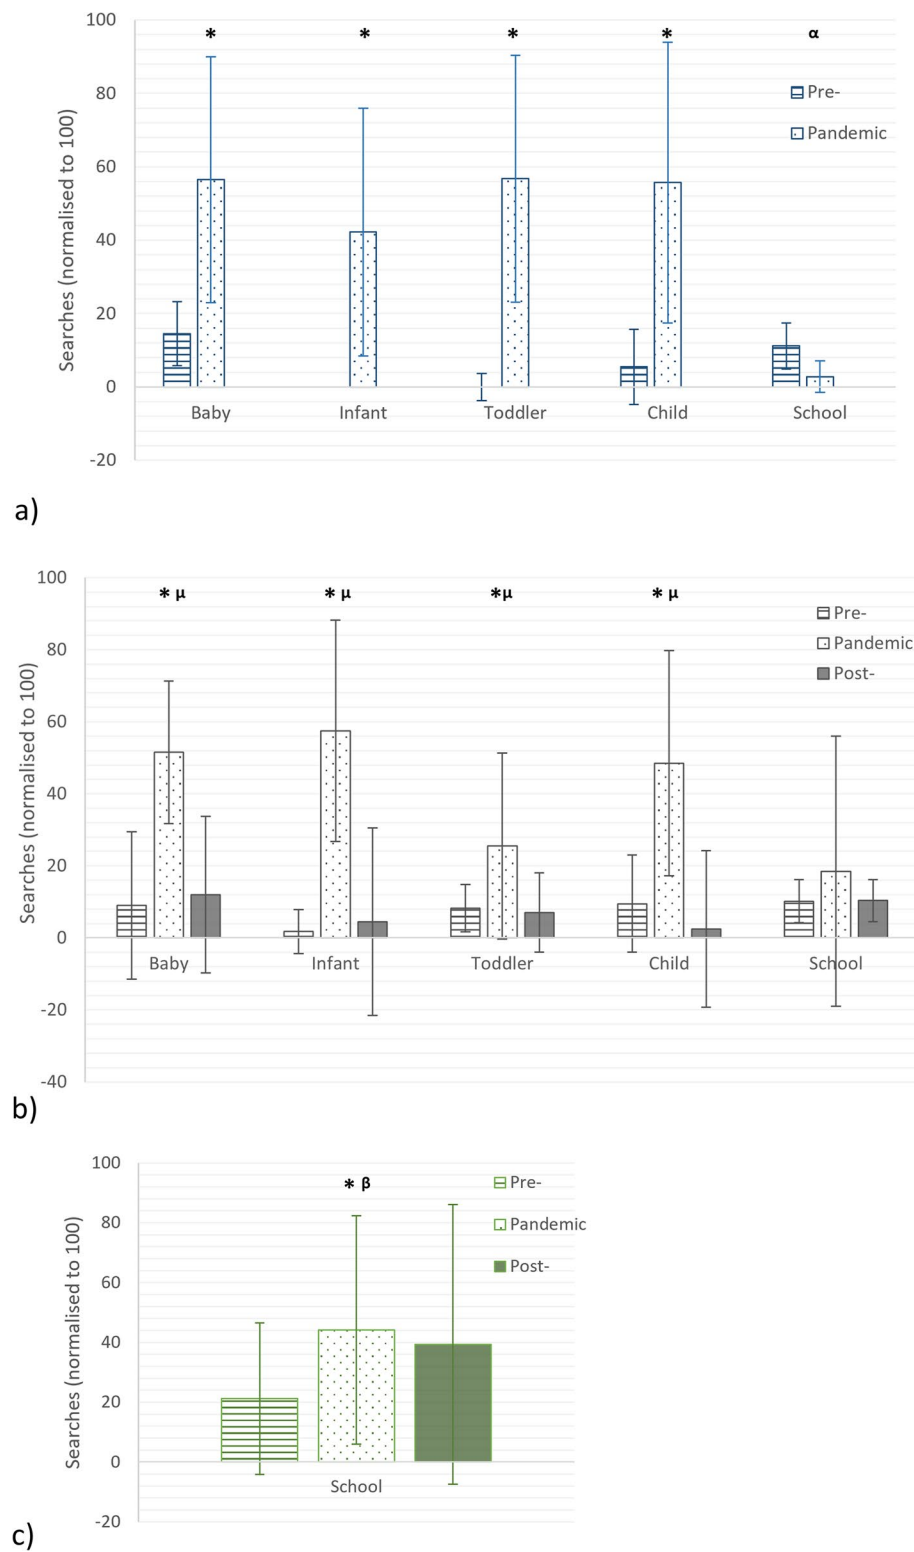 100
* * * * α
80
Pre-
Pandemic
60
40
20
0
-20
Searches (normalised to 100)
Baby Infant Toddler Child School
a)
100
* μ * μ *μ * μ
Pre-
80
Pandemic
Post-
60
40
20
0
-20
-40
Searches (normalised to 100)
Baby Infant Toddler Child School
b)
100
* β
Pre-
80
Pandemic
Post-
60
40
20
0
-20
Searches (normalised to 100)
School
c)